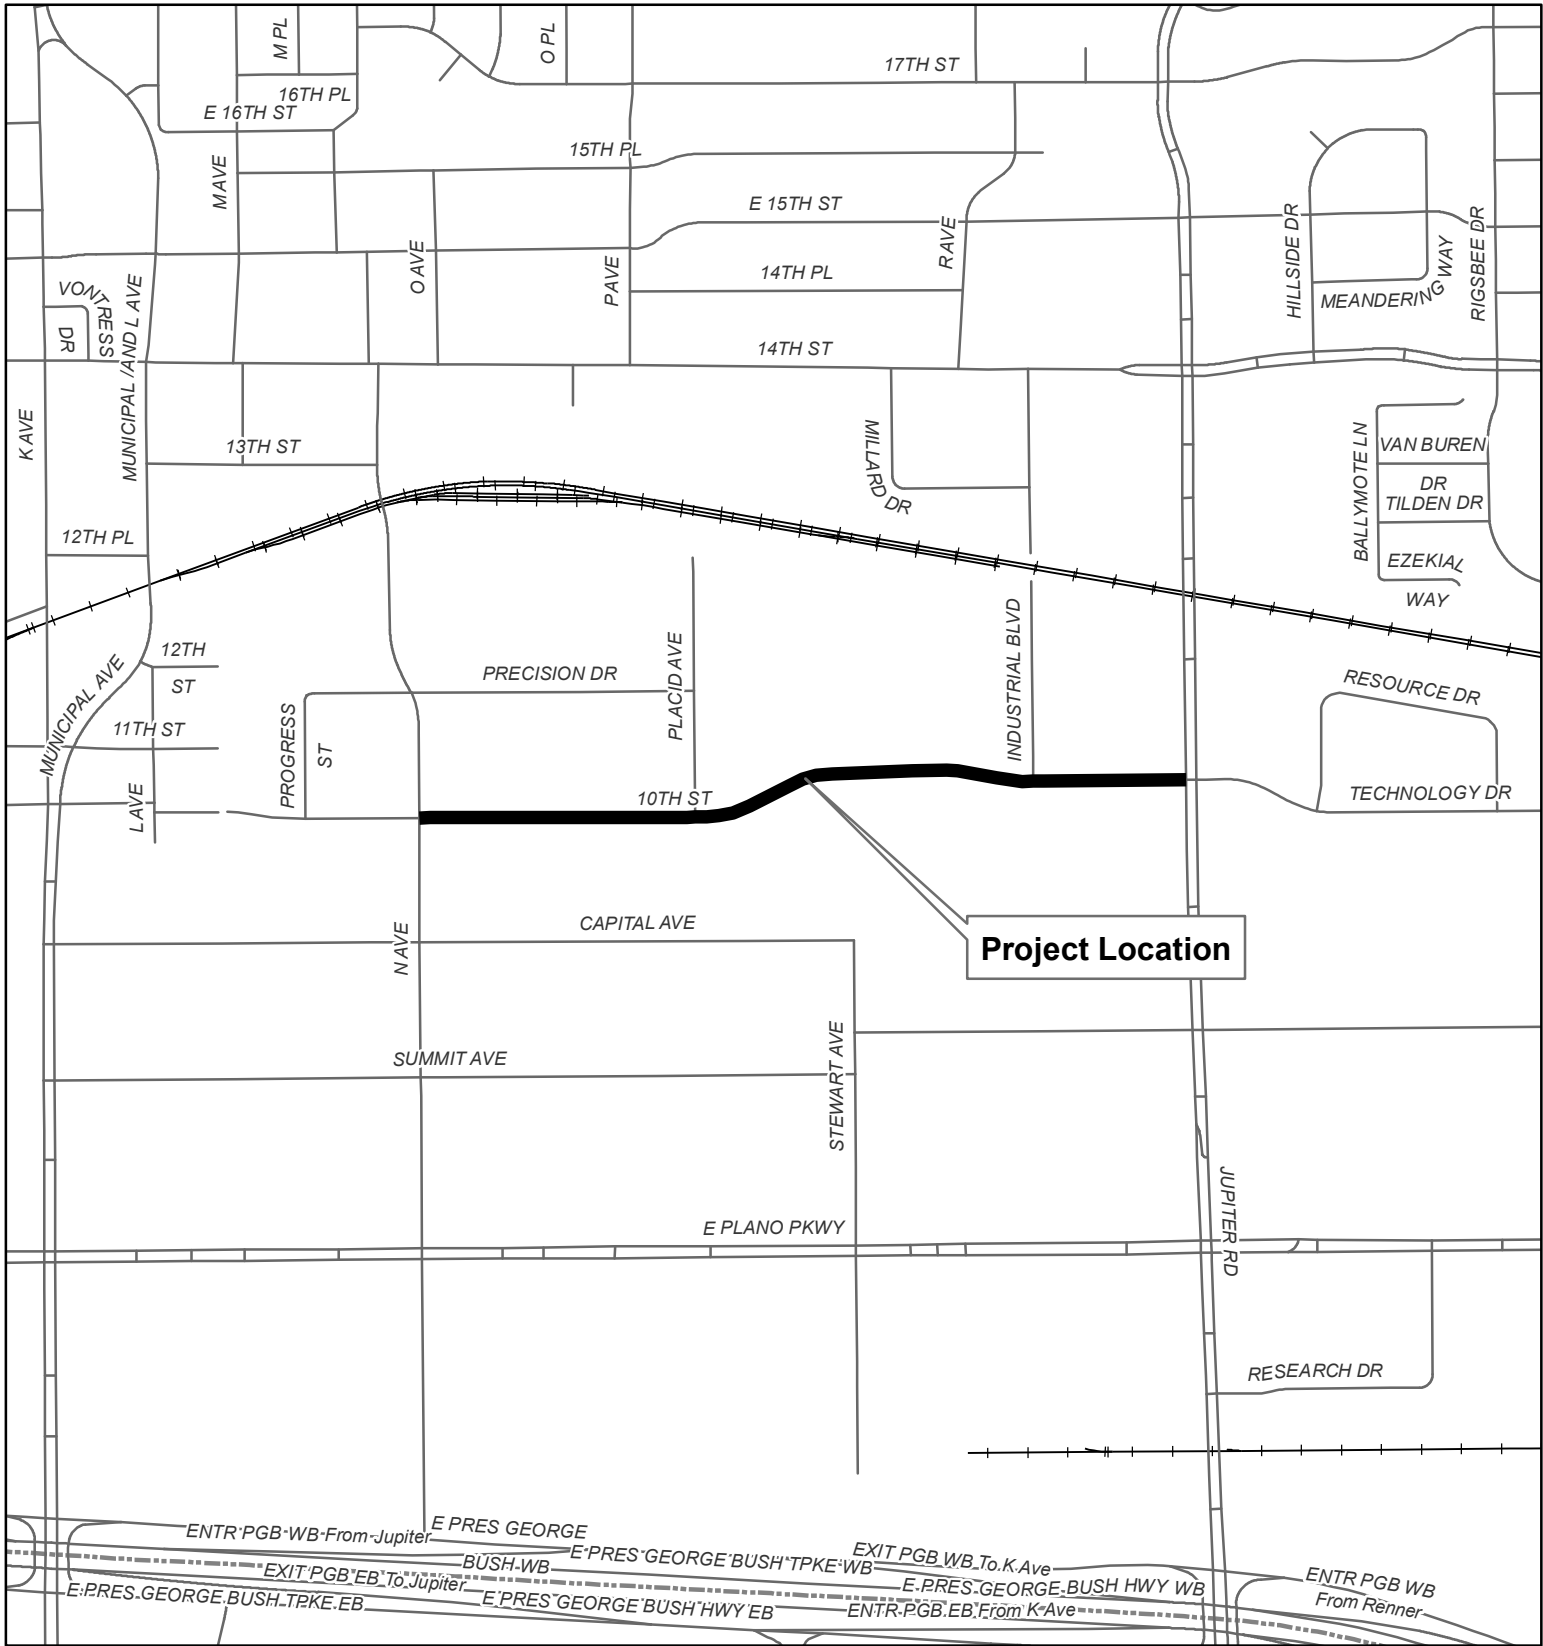 M PL
O PL
17TH ST
16TH PL
E 16TH ST
15TH PL
M AVE
E 15TH ST
HILLSIDE DR
RIGSBEE DR
R AVE
O AVE
P AVE
14TH PL
MEANDERING WAY
VONTRESS
DR
MUNICIPAL /AND L AVE
14TH ST
K AVE
13TH ST
MILLARD DR
BALLYMOTE LN
VAN BUREN
DR
TILDEN DR
12TH PL
EZEKIAL
WAY
INDUSTRIAL BLVD
12TH
ST
MUNICIPAL AVE
PRECISION DR
PLACID AVE
RESOURCE DR
11TH ST
PROGRESS
ST
L AVE
10TH ST
TECHNOLOGY DR
CAPITAL AVE
N AVE
Project Location
SUMMIT AVE
STEWART AVE
JUPITER RD
E PLANO PKWY
RESEARCH DR
ENTR PGB WB From Jupiter
E PRES GEORGE
BUSH WB
E PRES GEORGE BUSH TPKE WB
EXIT PGB WB To K Ave
EXIT PGB EB To Jupiter
E PRES GEORGE BUSH HWY WB
ENTR PGB WB
From Renner
E PRES GEORGE BUSH TPKE EB
E PRES GEORGE BUSH HWY EB
ENTR PGB EB From K Ave